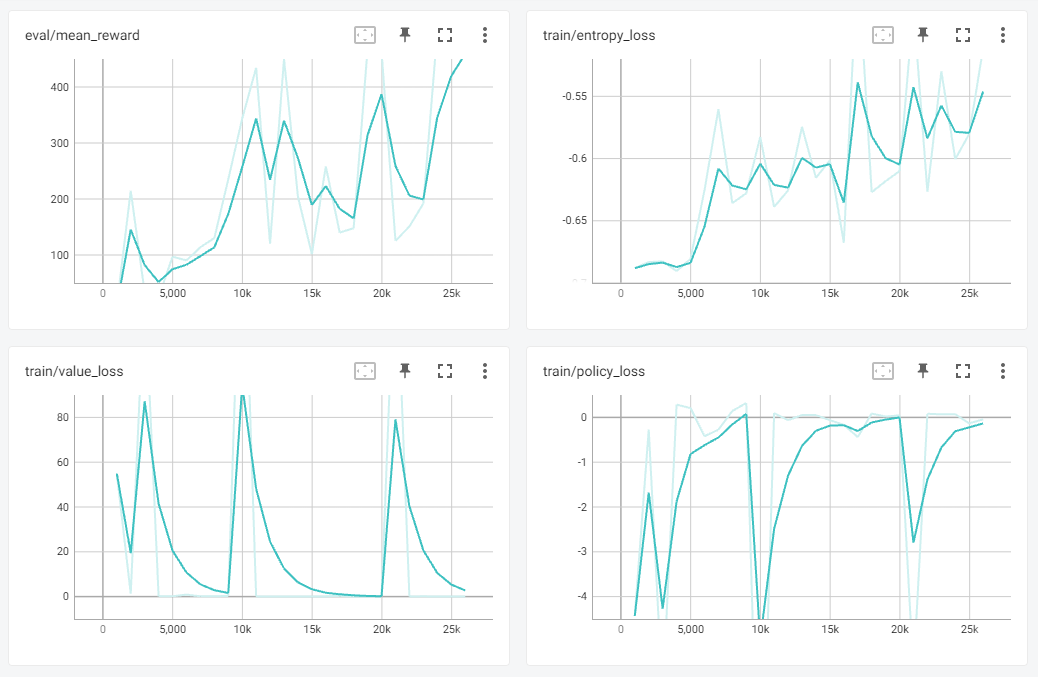 eval/mean_reward
400
300
200
100
0
5,000
10k
15k
20k
25k
train/entropy_loss
-0.55
-0.6
-0.65
-0.7
0
5,000
10k
15k
20k
25k
train/value_loss
80
60
40
20
0
0
5,000
10k
15k
20k
25k
train/policy_loss
0
-1
-2
-3
-4
0
5,000
10k
15k
20k
25k